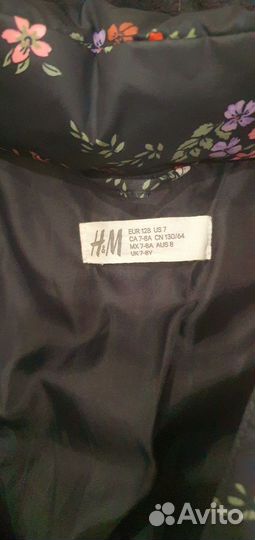 H&M
EUR 128 US 7
CA 7-8A CN 130/64
MX 7-8A AUS 8
UK 7-8Y
Avito